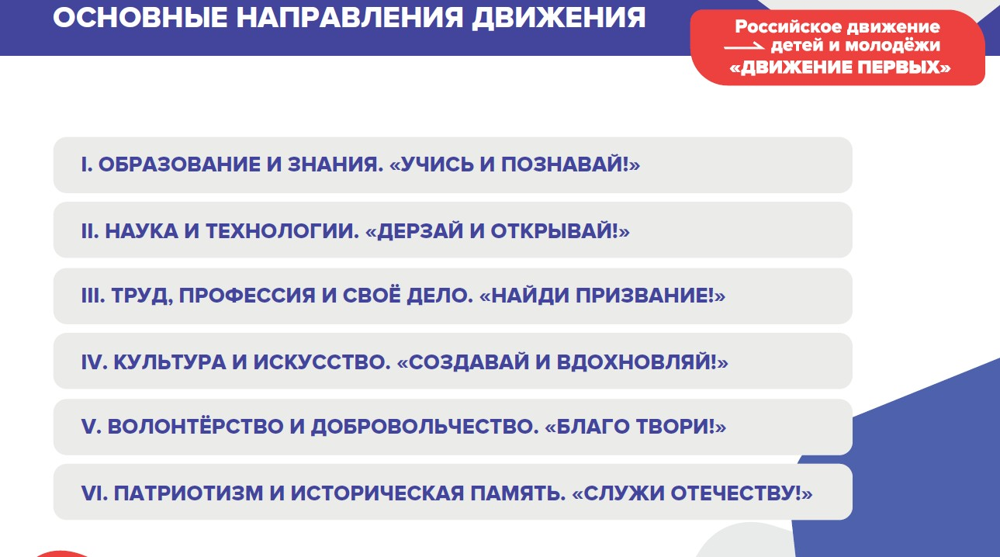 ОСНОВНЫЕ НАПРАВЛЕНИЯ ДВИЖЕНИЯ
Российское движение
детей и молодёжи
«ДВИЖЕНИЕ ПЕРВЫХ»
I. ОБРАЗОВАНИЕ И ЗНАНИЯ. «УЧИСЬ И ПОЗНАВАЙ!»
II. НАУКА И ТЕХНОЛОГИИ. «ДЕРЗАЙ И ОТКРЫВАЙ!»
III. ТРУД, ПРОФЕССИЯ И СВОЁ ДЕЛО. «НАЙДИ ПРИЗВАНИЕ!»
IV. КУЛЬТУРА И ИСКУССТВО. «СОЗДАВАЙ И ВДОХНОВЛЯЙ!»
V. ВОЛОНТЁРСТВО И ДОБРОВОЛЬЧЕСТВО. «БЛАГО ТВОРИ!»
VI. ПАТРИОТИЗМ И ИСТОРИЧЕСКАЯ ПАМЯТЬ. «СЛУЖИ ОТЕЧЕСТВУ!»